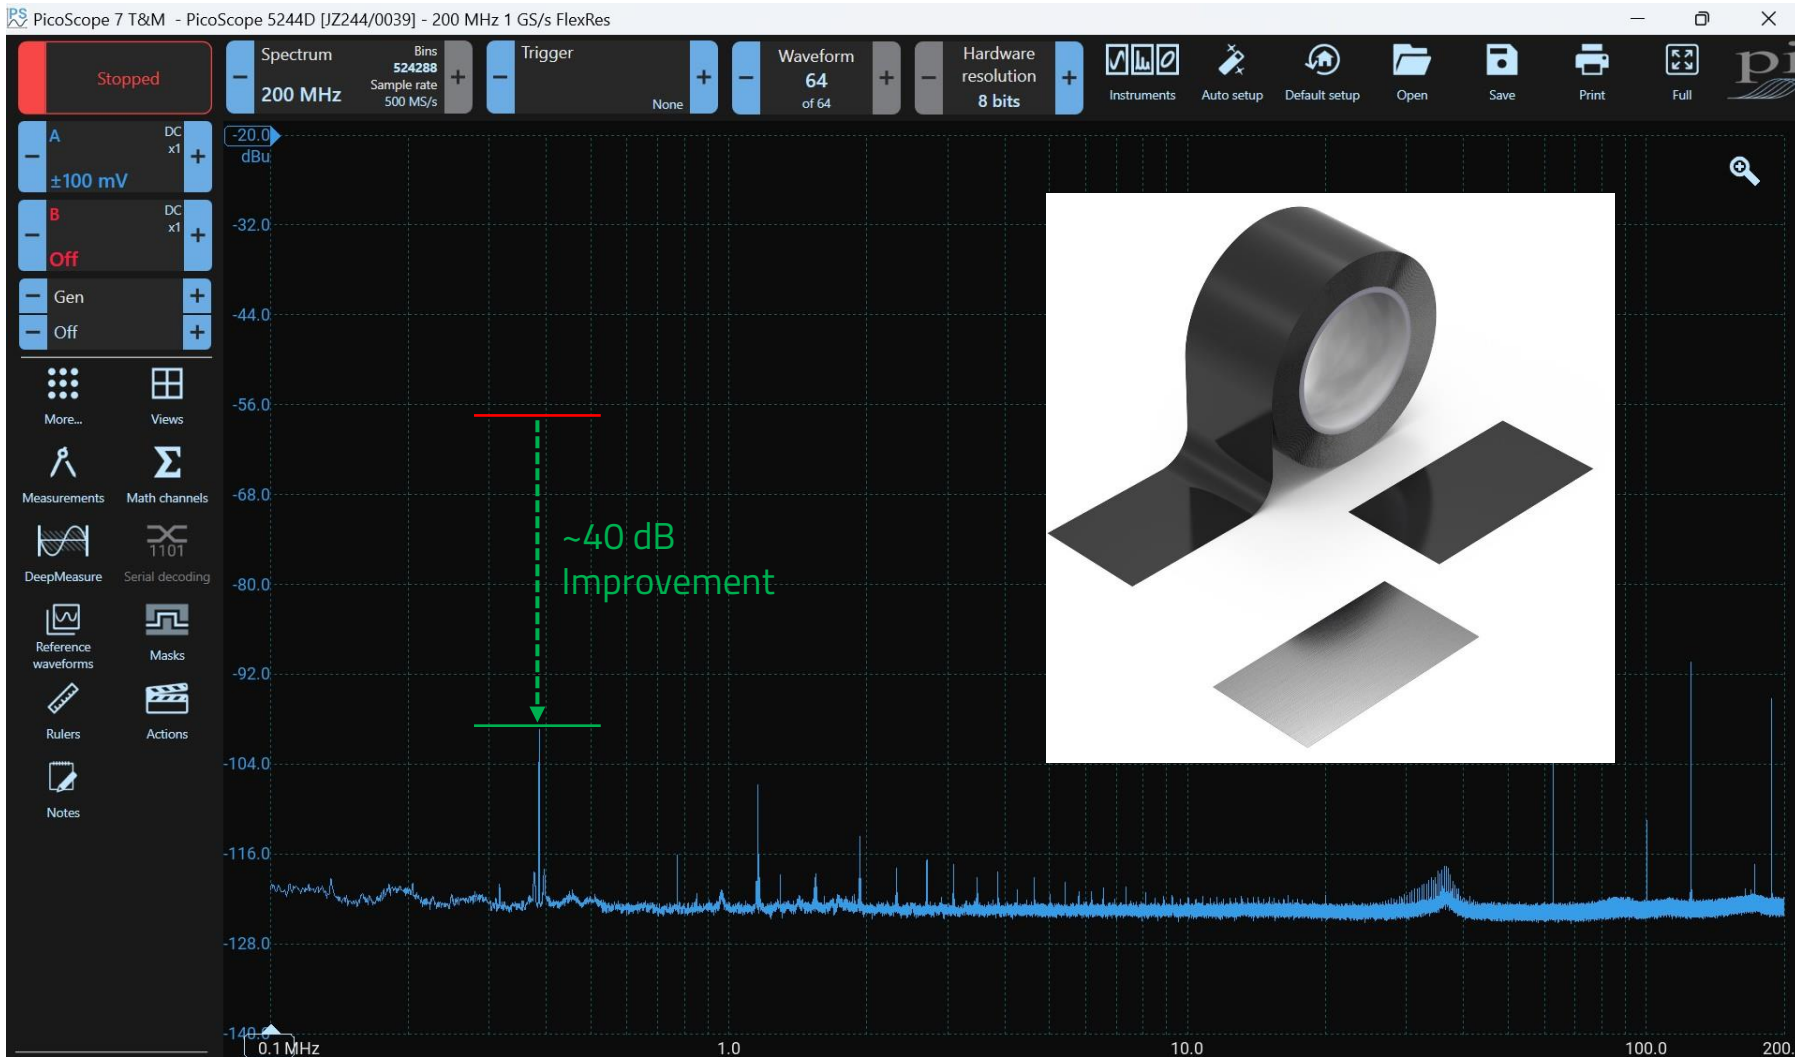 PS
PicoScope 7 T&M - PicoScope 5244D [JZ244/0039] - 200 MHz 1 GS/s FlexRes
Stopped
Spectrum
200 MHz
Bins
524288
Sample rate
500 MS/s
Trigger
None
Waveform
64
of 64
Hardware
resolution
8 bits
Instruments
Auto setup
Default setup
Open
Save
Print
Full
pi
A
DC
x1
±100 mV
B
DC
x1
Off
Gen
Off
More...
Views
Measurements
Math channels
1101
DeepMeasure
Serial decoding
Reference
waveforms
Masks
Rulers
Actions
Notes
-20.0
dBu
-32.0
-44.0
-56.0
-68.0
-80.0
-92.0
-104.0
-116.0
-128.0
-140.0
~40 dB
Improvement
0.1 MHz
1.0
10.0
100.0
200.